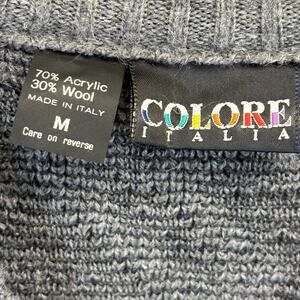 70% Acrylic
30% Wool
MADE IN ITALY
M
Care on reverse
COLORE
ITALIA